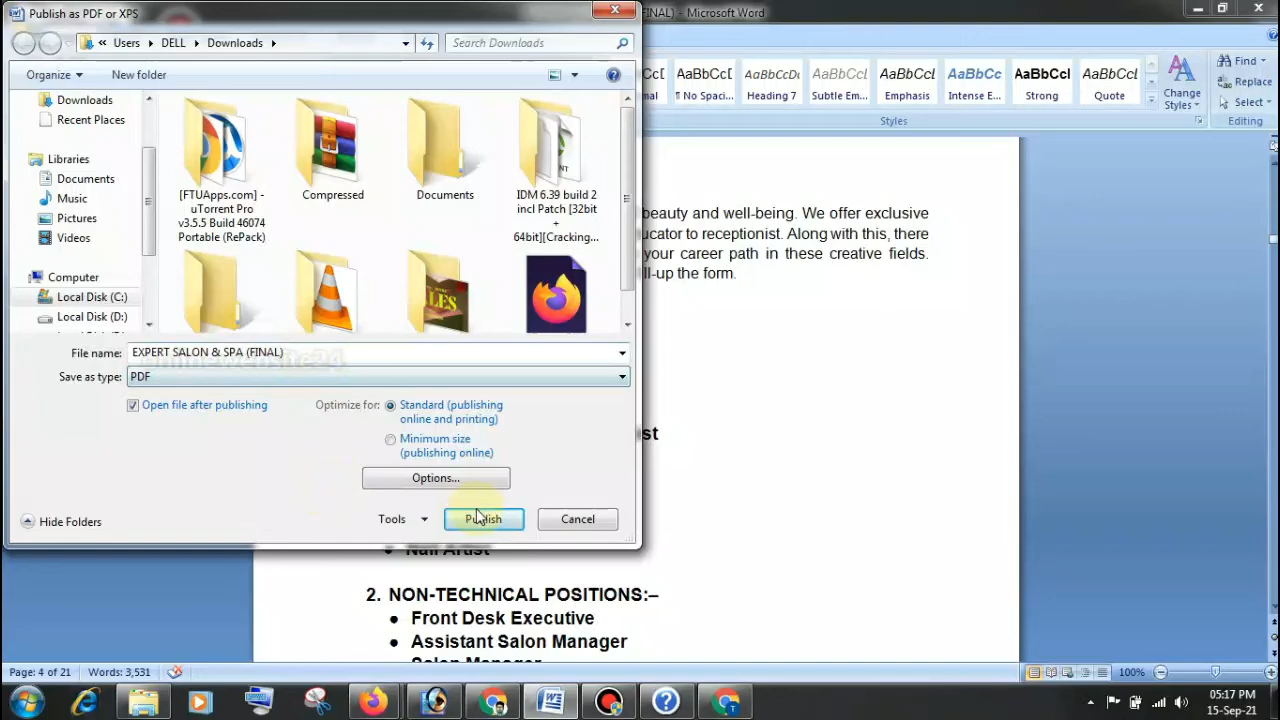 Publish as PDF or XPS
FINAL) - Microsoft Word
Users
DELL
Downloads
Search Downloads
Organize
New folder
Downloads
Recent Places
Libraries
Documents
Music
Pictures
Videos
Computer
Local Disk (C:)
Local Disk (D:)
[FTUApps.com] -
uTorrent Pro
v3.5.5 Build 46074
Portable (RePack)
Compressed
Documents
IDM 6.39 build 2
incl Patch [32bit
+
64bit][Cracking...
File name:
EXPERT SALON & SPA (FINAL)
Save as type:
PDF
Open file after publishing
Optimize for:
Standard (publishing
online and printing)
Minimum size
(publishing online)
Options...
Hide Folders
Tools
Publish
Cancel
AaBbCcD
AaBbCcDc
AaBbCcD
AaBbCcL
AaBbCc
AaBbCcl
AaBbCcL
¶ No Spaci...
Heading 7
Subtle Em...
Emphasis
Intense E...
Strong
Quote
Change
Styles
Styles
Find
Replace
Select
Editing
beauty and well-being. We offer exclusive
ucator to receptionist. Along with this, there
your career path in these creative fields.
ll-up the form.
st
Nail Artist
2. NON-TECHNICAL POSITIONS:–
● Front Desk Executive
● Assistant Salon Manager
Salon Manager
Page: 4 of 21
Words: 3,531
100%
05:17 PM
15-Sep-21